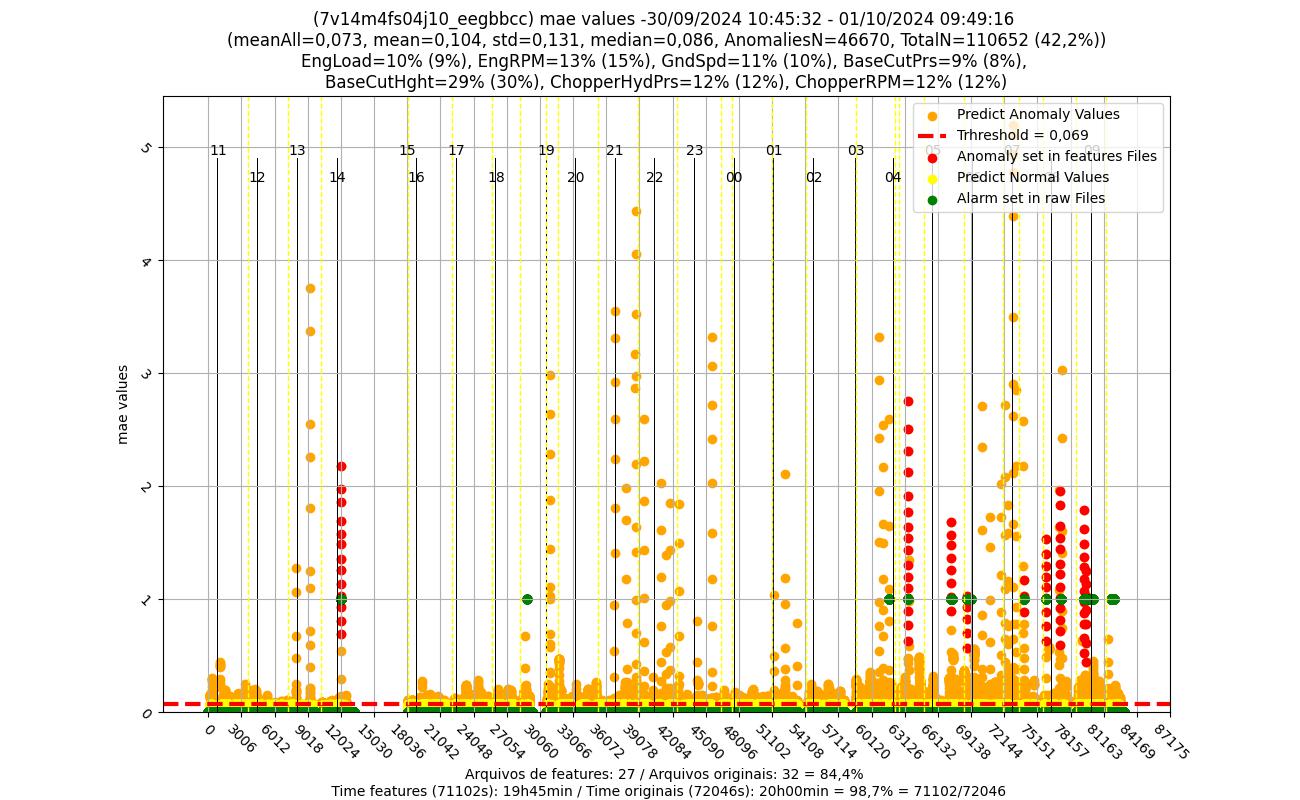 (7v14m4fs04j10_eegbbcc) mae values -30/09/2024 10:45:32 - 01/10/2024 09:49:16
(meanAll=0,073, mean=0,104, std=0,131, median=0,086, AnomaliesN=46670, TotalN=110652 (42,2%))
EngLoad=10% (9%), EngRPM=13% (15%), GndSpd=11% (10%), BaseCutPrs=9% (8%),
BaseCutHght=29% (30%), ChopperHydPrs=12% (12%), ChopperRPM=12% (12%)
Predict Anomaly Values
Trhreshold = 0,069
Anomaly set in features Files
Predict Normal Values
Alarm set in raw Files
11 13 15 17 19 21 23 01 03 05 07 09
12 14 16 18 20 22 00 02 04
mae values
5
4
3
2
1
0
0 3006 6012 9018 12024 15030 18036 21042 24048 27054 30060 33066 36072 39078 42084 45090 48096 51102 54108 57114 60120 63126 66132 69138 72144 75151 78157 81163 84169 87175
Arquivos de features: 27 / Arquivos originais: 32 = 84,4%
Time features (71102s): 19h45min / Time originais (72046s): 20h00min = 98,7% = 71102/72046